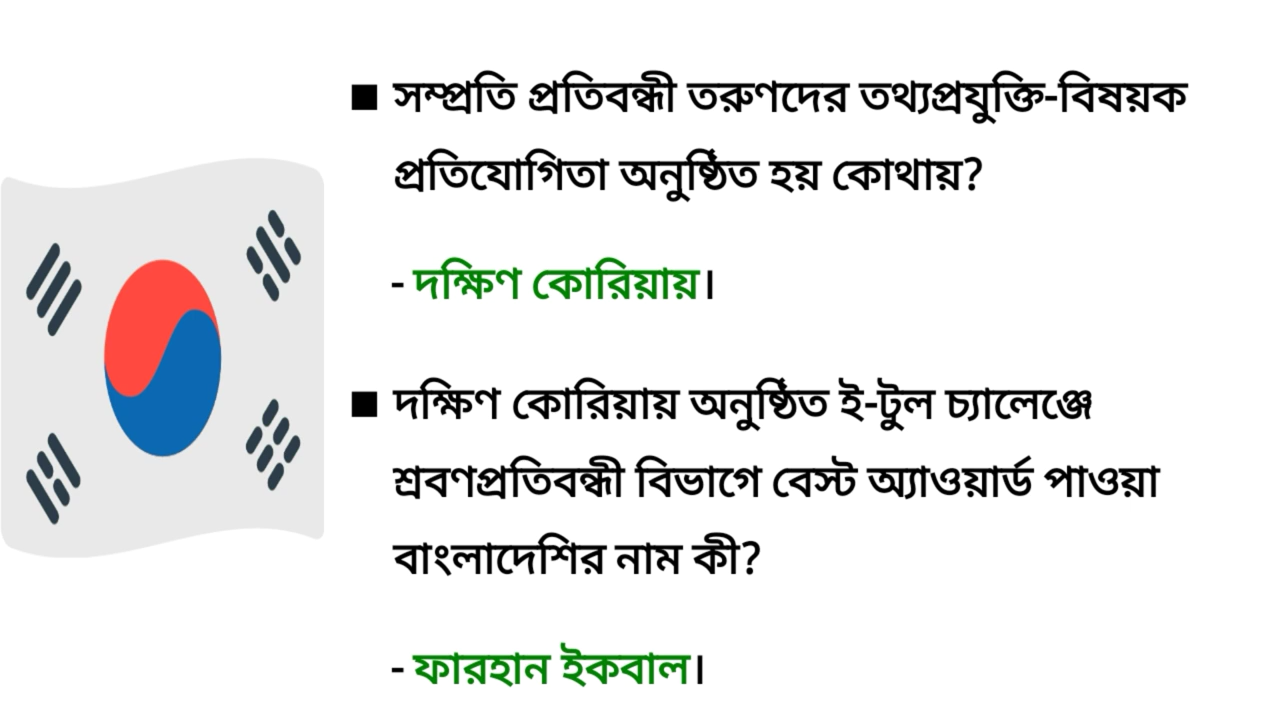 ■ সম্প্রতি প্রতিবন্ধী তরুণদের তথ্যপ্রযুক্তি-বিষয়ক
প্রতিযোগিতা অনুষ্ঠিত হয় কোথায়?
- দক্ষিণ কোরিয়ায়।
■ দক্ষিণ কোরিয়ায় অনুষ্ঠিত ই-টুল চ্যালেঞ্জে
শ্রবণপ্রতিবন্ধী বিভাগে বেস্ট অ্যাওয়ার্ড পাওয়া
বাংলাদেশির নাম কী?
- ফারহান ইকবাল।